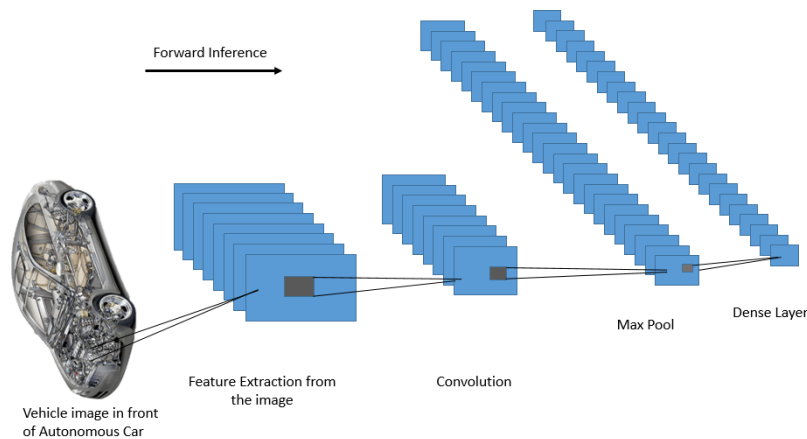 Forward Inference
Max Pool
Dense Layer
Feature Extraction from
the image
Convolution
Vehicle image in front
of Autonomous Car